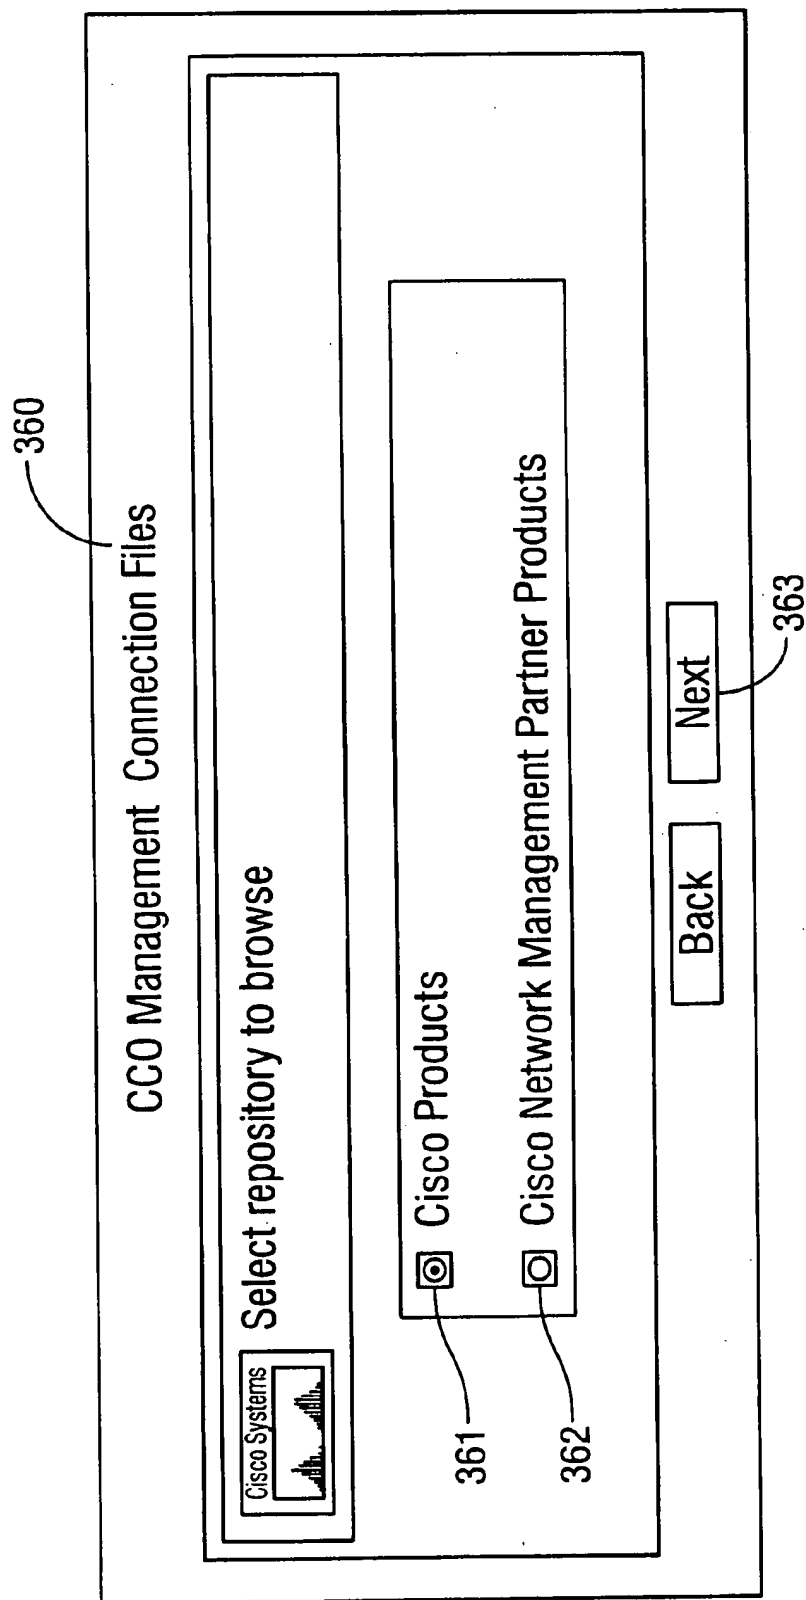 360
CCO Management Connection Files
Cisco Systems
Select repository to browse
361
Cisco Products
362
Cisco Network Management Partner Products
Back
Next
363